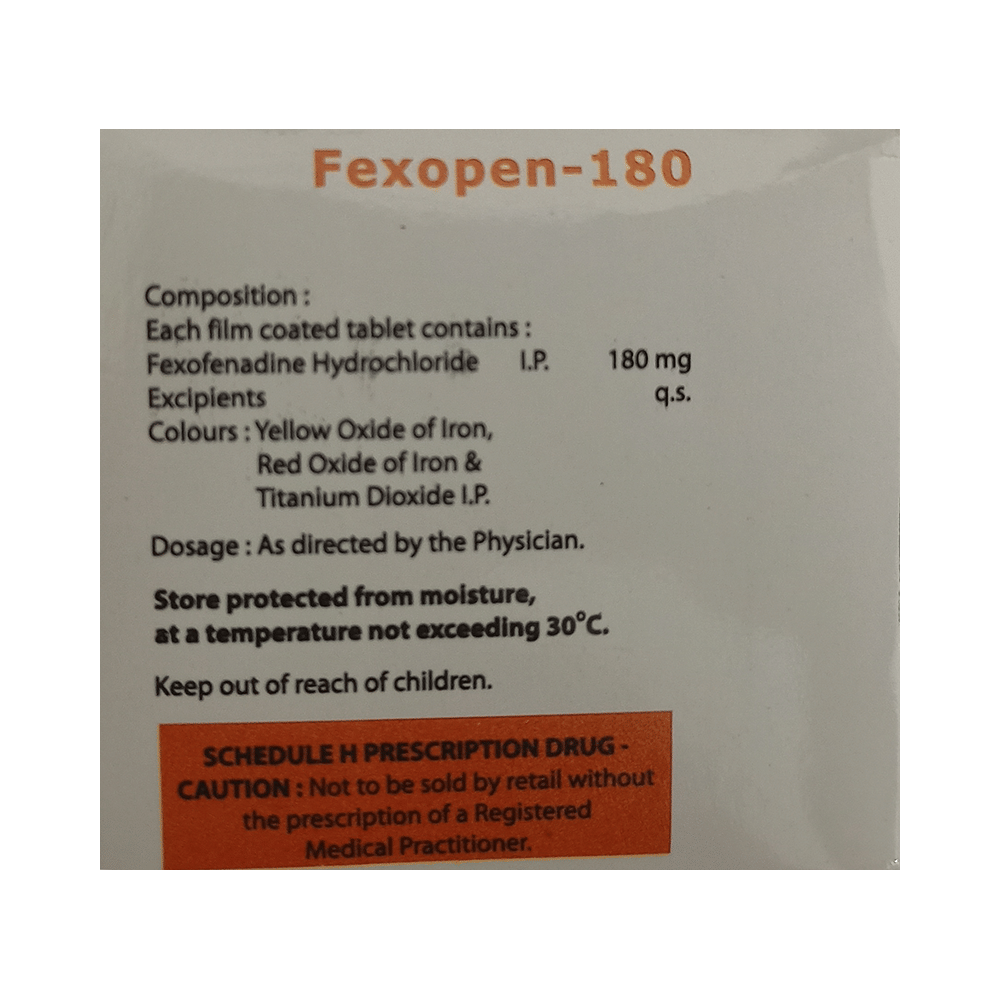 Fexopen-180
Composition :
Each film coated tablet contains :
Fexofenadine Hydrochloride I.P. 180 mg
Excipients q.s.
Colours : Yellow Oxide of Iron,
Red Oxide of Iron &
Titanium Dioxide I.P.
Dosage : As directed by the Physician.
Store protected from moisture,
at a temperature not exceeding 30°C.
Keep out of reach of children.
SCHEDULE H PRESCRIPTION DRUG -
CAUTION : Not to be sold by retail without
the prescription of a Registered
Medical Practitioner.